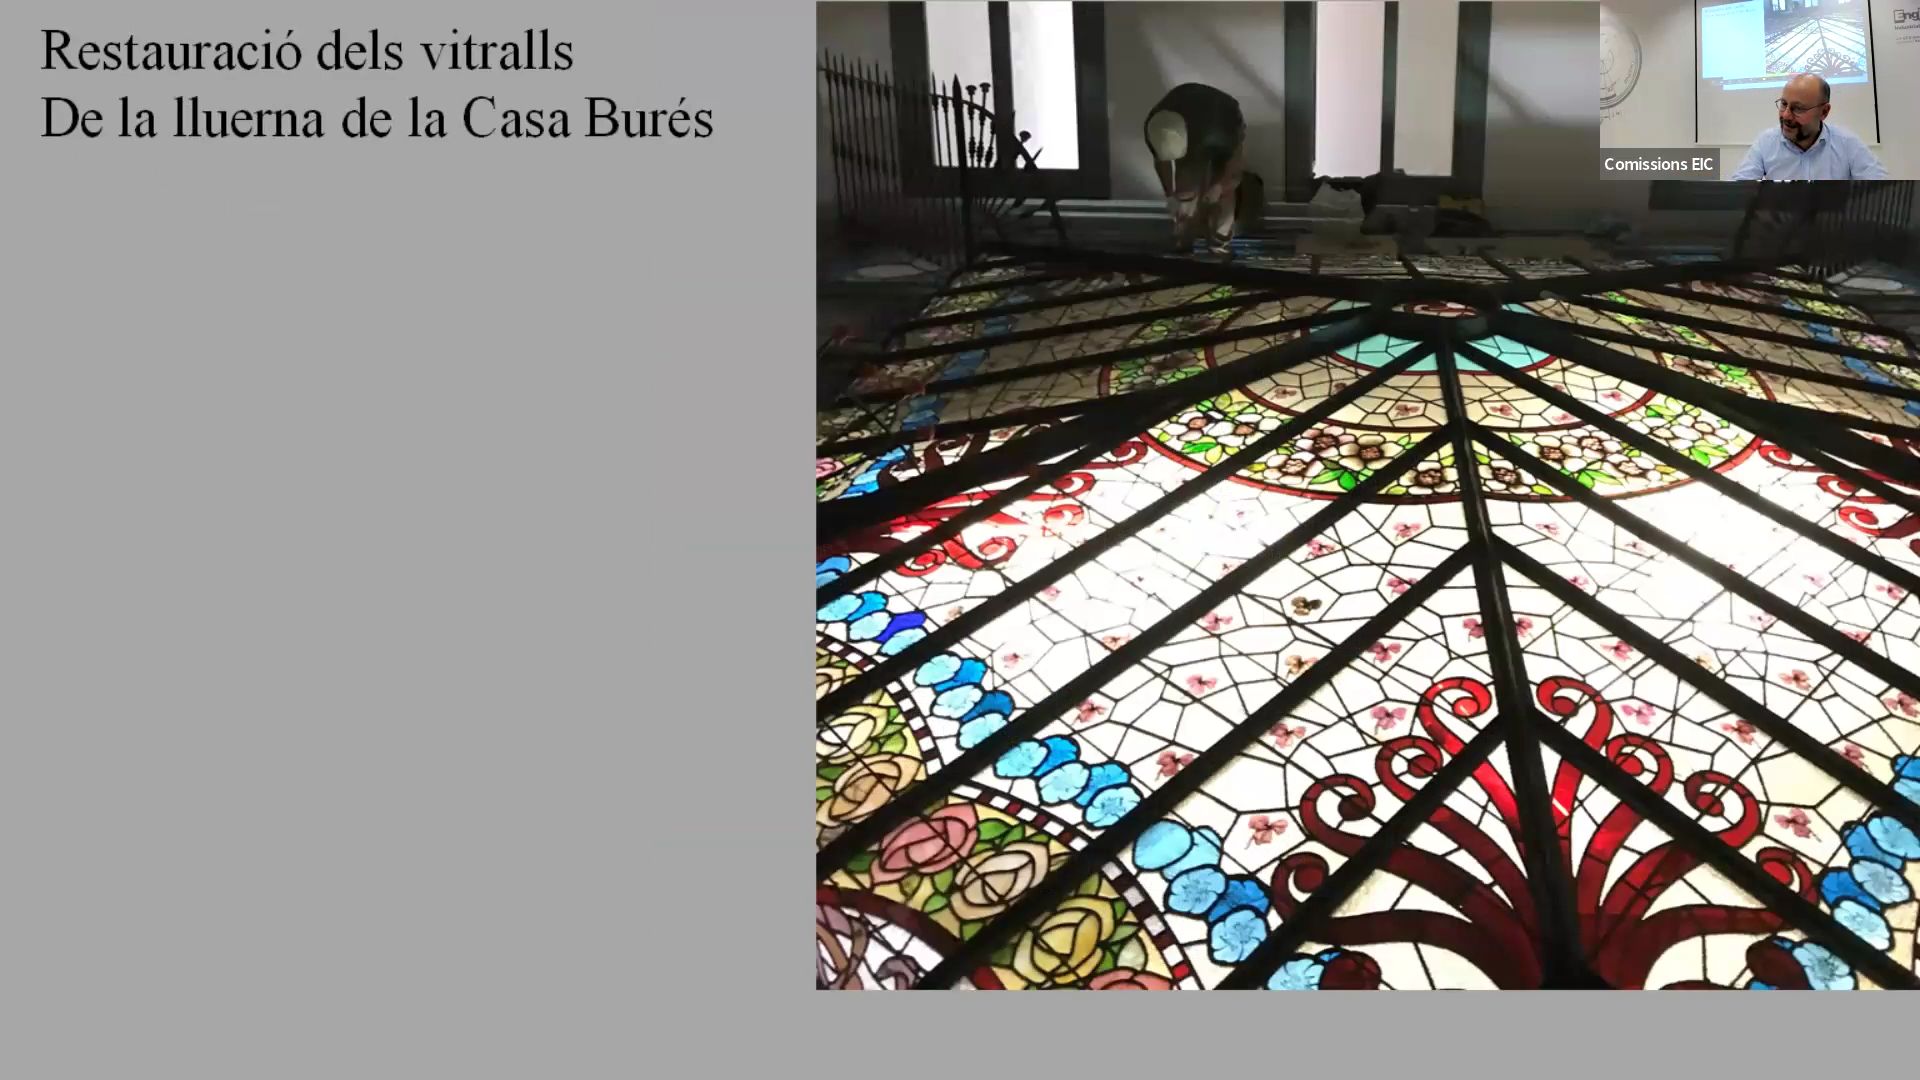 Restauració dels vitralls
De la lluerna de la Casa Burés
Comissions EIC